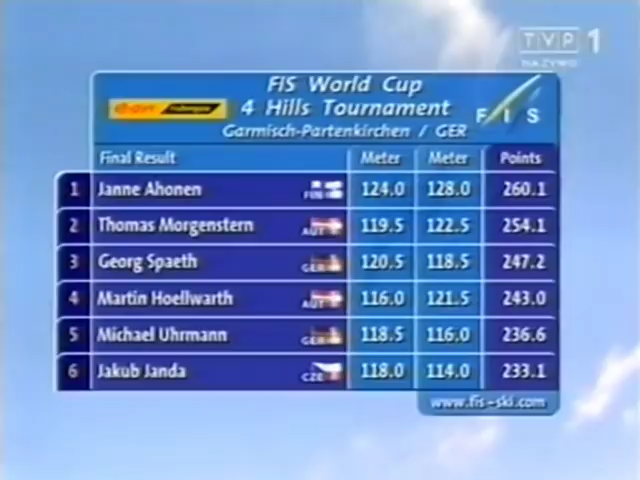 TVP 1
NA ŻYWO
FIS World Cup
4 Hills Tournament
FIS
Garmisch-Partenkirchen / GER
Final Result Meter Meter Points
1 Janne Ahonen FIN 124.0 128.0 260.1
2 Thomas Morgenstern AUT 119.5 122.5 254.1
3 Georg Spaeth GER 120.5 118.5 247.2
4 Martin Hoellwarth AUT 116.0 121.5 243.0
5 Michael Uhrmann GER 118.5 116.0 236.6
6 Jakub Janda CZE 118.0 114.0 233.1
www.fis-ski.com